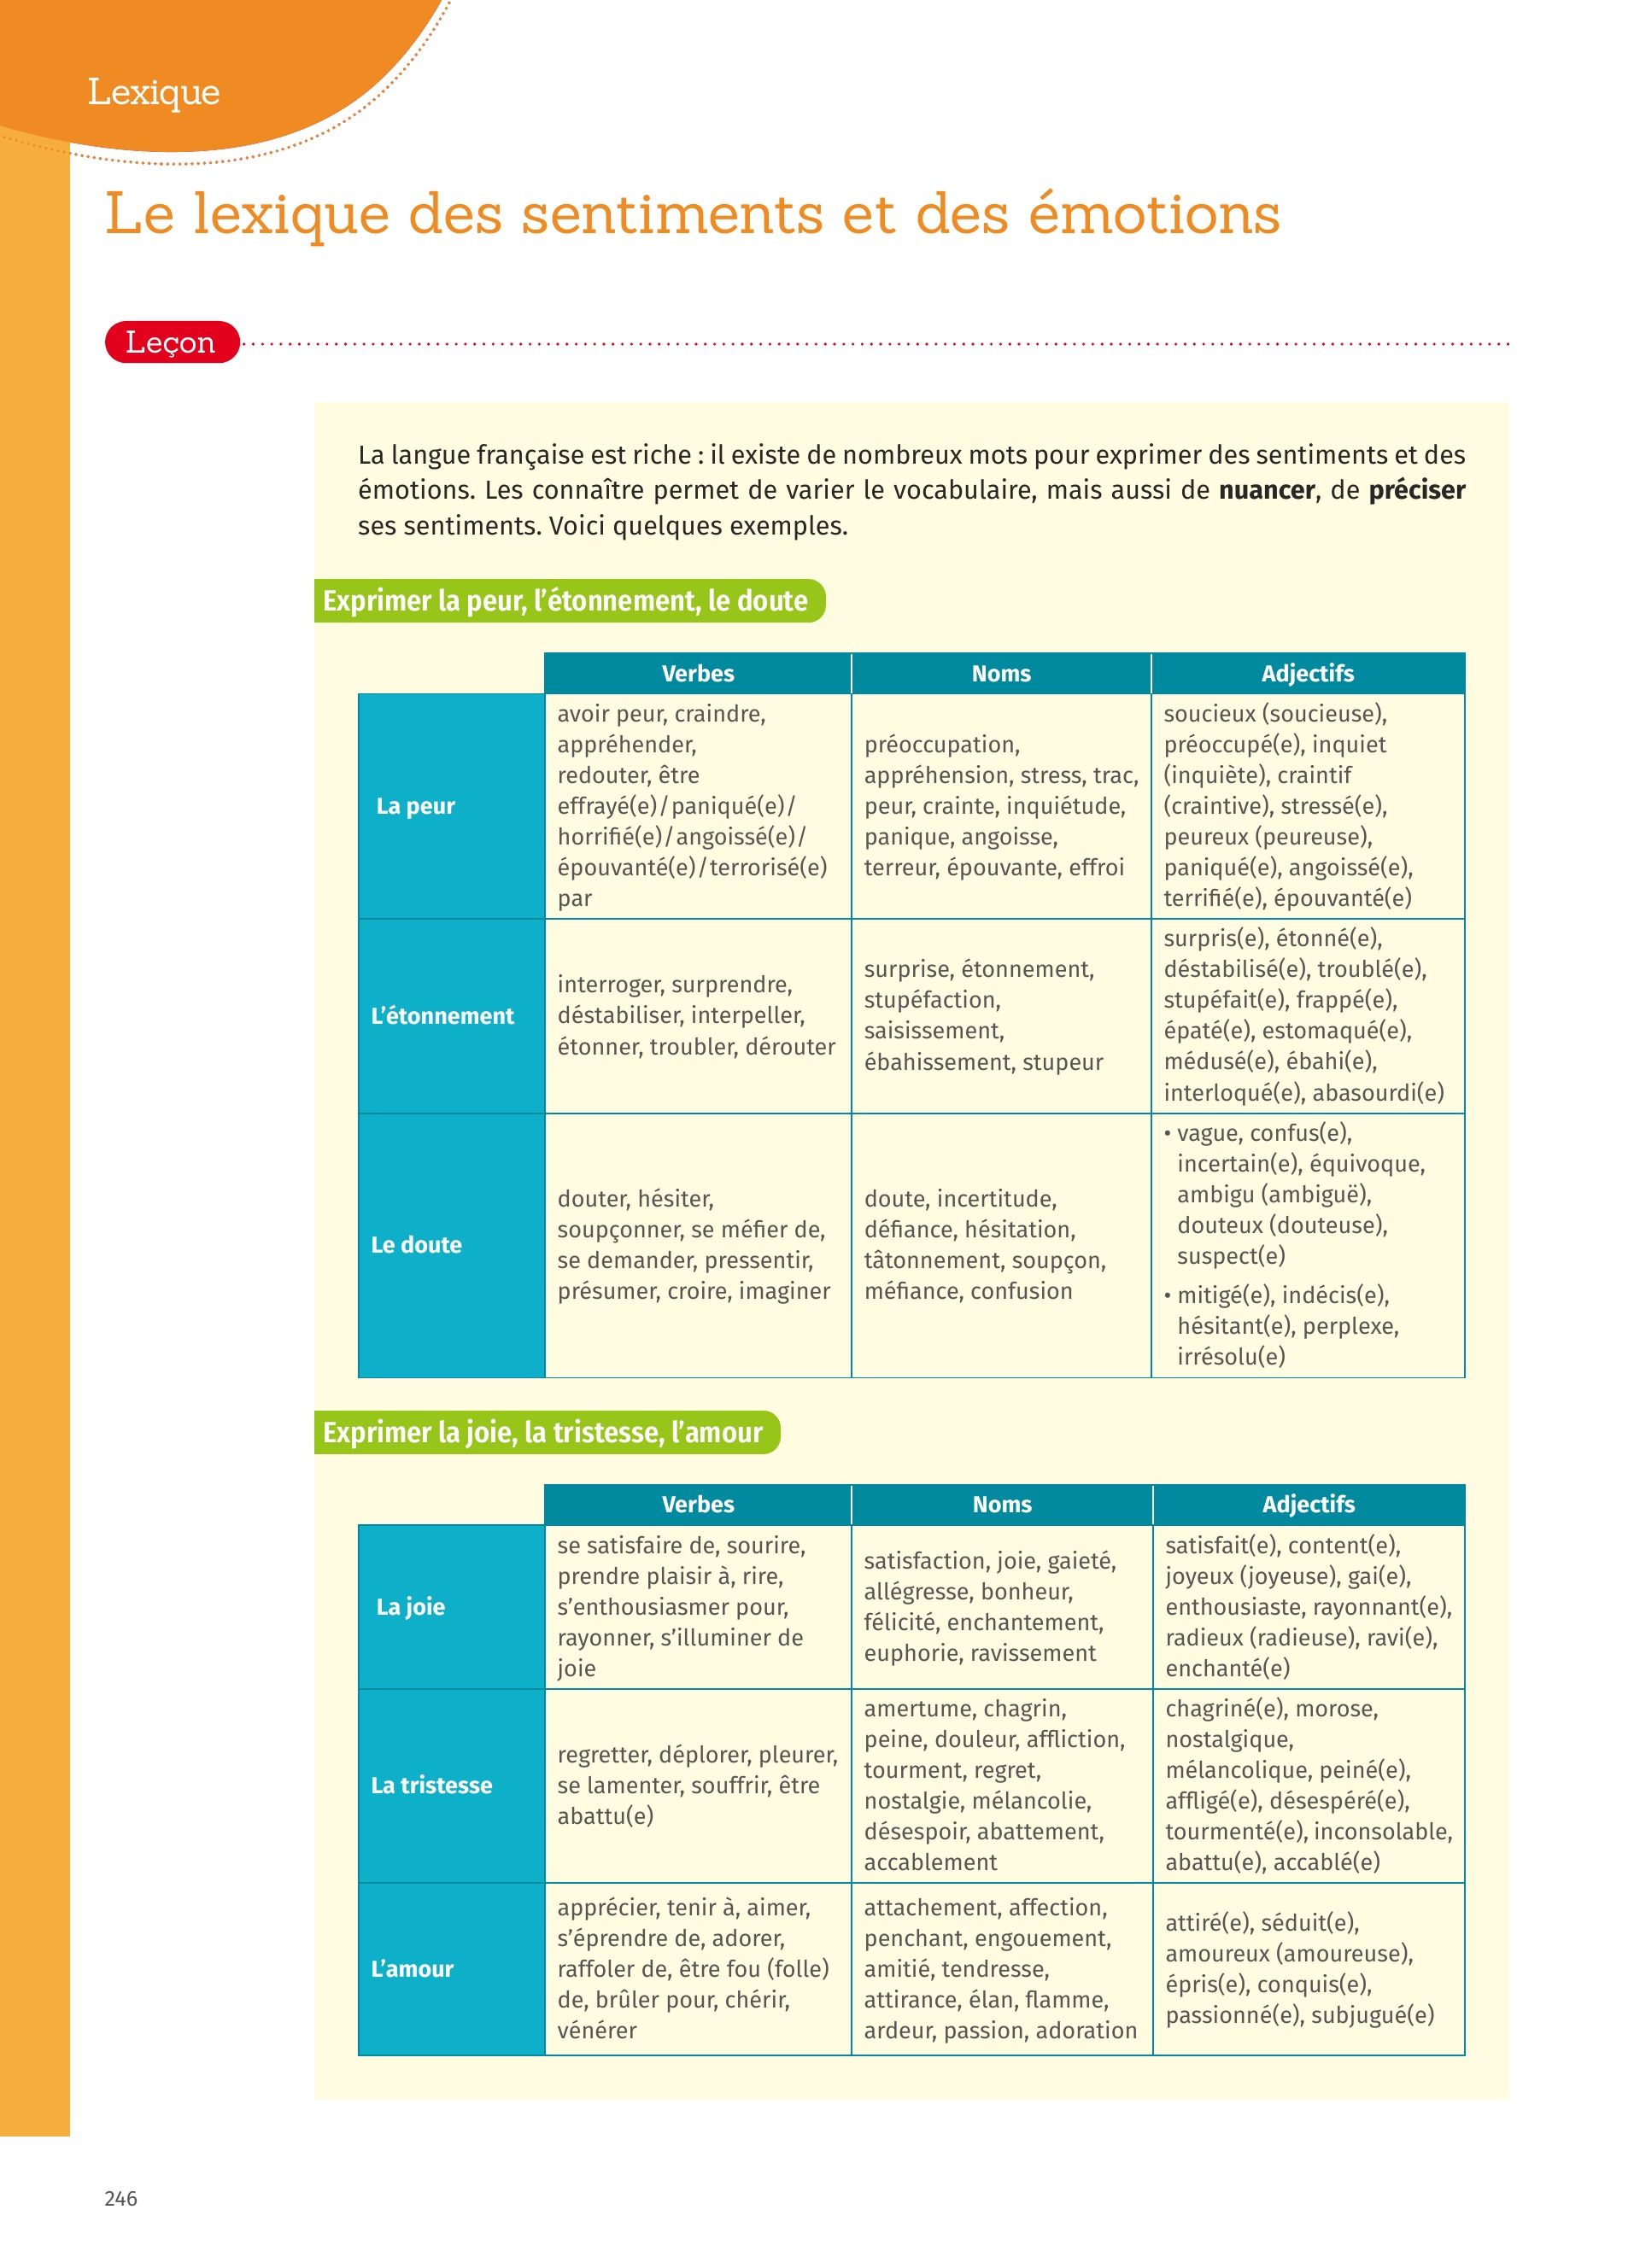 Lexique
Le lexique des sentiments et des émotions
Leçon
La langue française est riche : il existe de nombreux mots pour exprimer des sentiments et des
émotions. Les connaître permet de varier le vocabulaire, mais aussi de nuancer, de préciser
ses sentiments. Voici quelques exemples.
Exprimer la peur, l’étonnement, le doute
Verbes
Noms
Adjectifs
La peur
avoir peur, craindre,
appréhender,
redouter, être
effrayé(e)/paniqué(e)/
horrifié(e)/angoissé(e)/
épouvanté(e)/terrorisé(e)
par
préoccupation,
appréhension, stress, trac,
peur, crainte, inquiétude,
panique, angoisse,
terreur, épouvante, effroi
soucieux (soucieuse),
préoccupé(e), inquiet
(inquiète), craintif
(craintive), stressé(e),
peureux (peureuse),
paniqué(e), angoissé(e),
terrifié(e), épouvanté(e)
L’étonnement
interroger, surprendre,
déstabiliser, interpeller,
étonner, troubler, dérouter
surprise, étonnement,
stupéfaction,
saisissement,
ébahissement, stupeur
surpris(e), étonné(e),
déstabilisé(e), troublé(e),
stupéfait(e), frappé(e),
épaté(e), estomaqué(e),
médusé(e), ébahi(e),
interloqué(e), abasourdi(e)
Le doute
douter, hésiter,
soupçonner, se méfier de,
se demander, pressentir,
présumer, croire, imaginer
doute, incertitude,
défiance, hésitation,
tâtonnement, soupçon,
méfiance, confusion
• vague, confus(e),
incertain(e), équivoque,
ambigu (ambiguë),
douteux (douteuse),
suspect(e)
• mitigé(e), indécis(e),
hésitant(e), perplexe,
irrésolu(e)
Exprimer la joie, la tristesse, l’amour
Verbes
Noms
Adjectifs
La joie
se satisfaire de, sourire,
prendre plaisir à, rire,
s’enthousiasmer pour,
rayonner, s’illuminer de
joie
satisfaction, joie, gaieté,
allégresse, bonheur,
félicité, enchantement,
euphorie, ravissement
satisfait(e), content(e),
joyeux (joyeuse), gai(e),
enthousiaste, rayonnant(e),
radieux (radieuse), ravi(e),
enchanté(e)
La tristesse
regretter, déplorer, pleurer,
se lamenter, souffrir, être
abattu(e)
amertume, chagrin,
peine, douleur, affliction,
tourment, regret,
nostalgie, mélancolie,
désespoir, abattement,
accablement
chagriné(e), morose,
nostalgique,
mélancolique, peiné(e),
affligé(e), désespéré(e),
tourmenté(e), inconsolable,
abattu(e), accablé(e)
L’amour
apprécier, tenir à, aimer,
s’éprendre de, adorer,
raffoler de, être fou (folle)
de, brûler pour, chérir,
vénérer
attachement, affection,
penchant, engouement,
amitié, tendresse,
attirance, élan, flamme,
ardeur, passion, adoration
attiré(e), séduit(e),
amoureux (amoureuse),
épris(e), conquis(e),
passionné(e), subjugué(e)
246